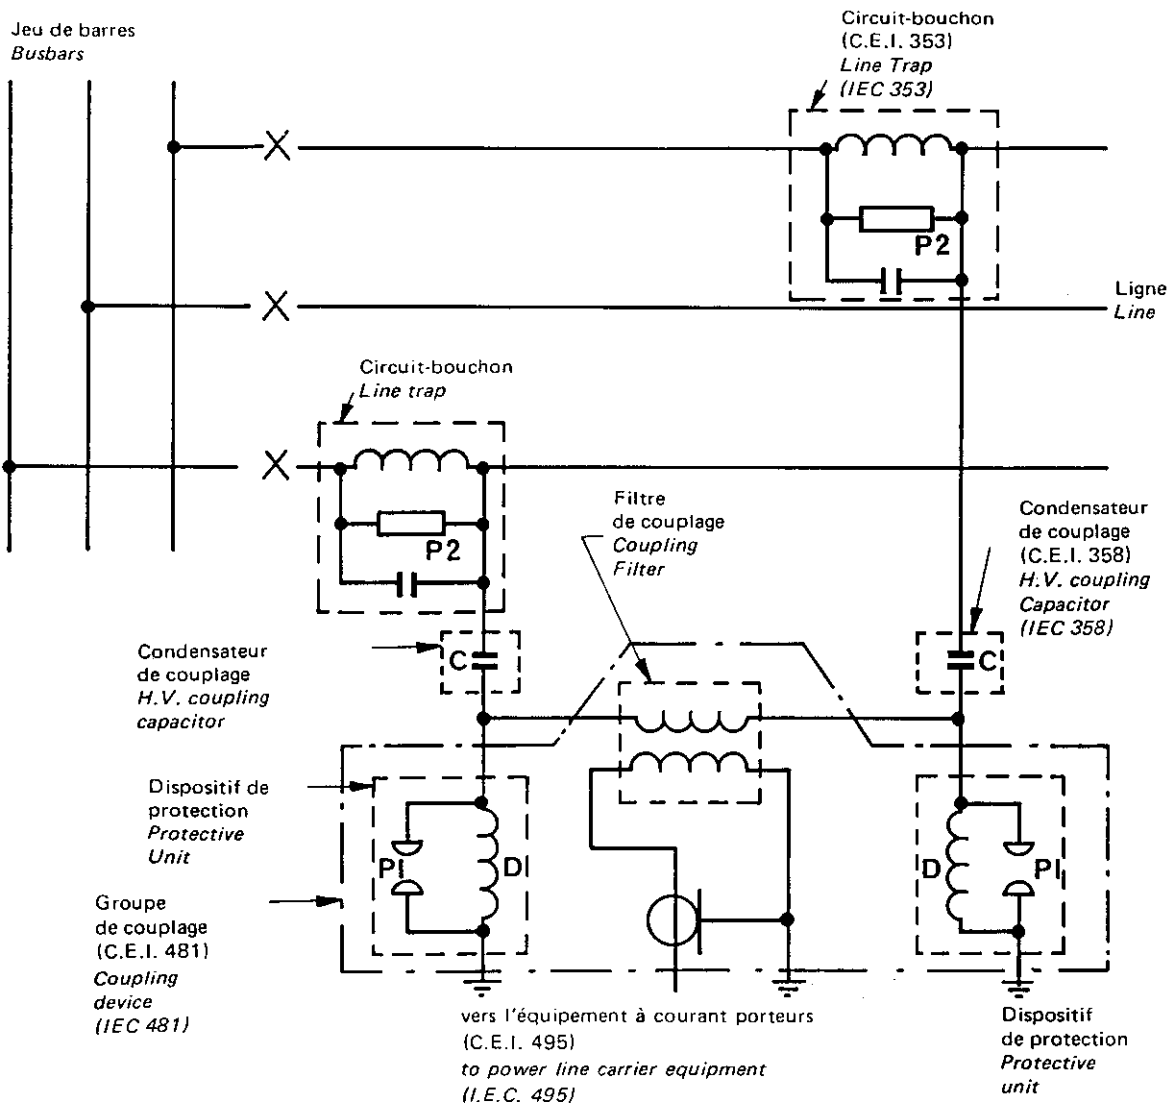 Jeu de barres
Busbars
Circuit-bouchon
(C.E.I. 353)
Line Trap
(IEC 353)
P2
Ligne
Line
Circuit-bouchon
Line trap
P2
Filtre
de couplage
Coupling
Filter
Condensateur
de couplage
(C.E.I. 358)
H.V. coupling
Capacitor
(IEC 358)
Condensateur
de couplage
H.V. coupling
capacitor
C
C
Dispositif de
protection
Protective
Unit
P1
D
D
P1
Groupe
de couplage
(C.E.I. 481)
Coupling
device
(IEC 481)
vers l'équipement à courant porteurs
(C.E.I. 495)
to power line carrier equipment
(I.E.C. 495)
Dispositif
de protection
Protective
unit